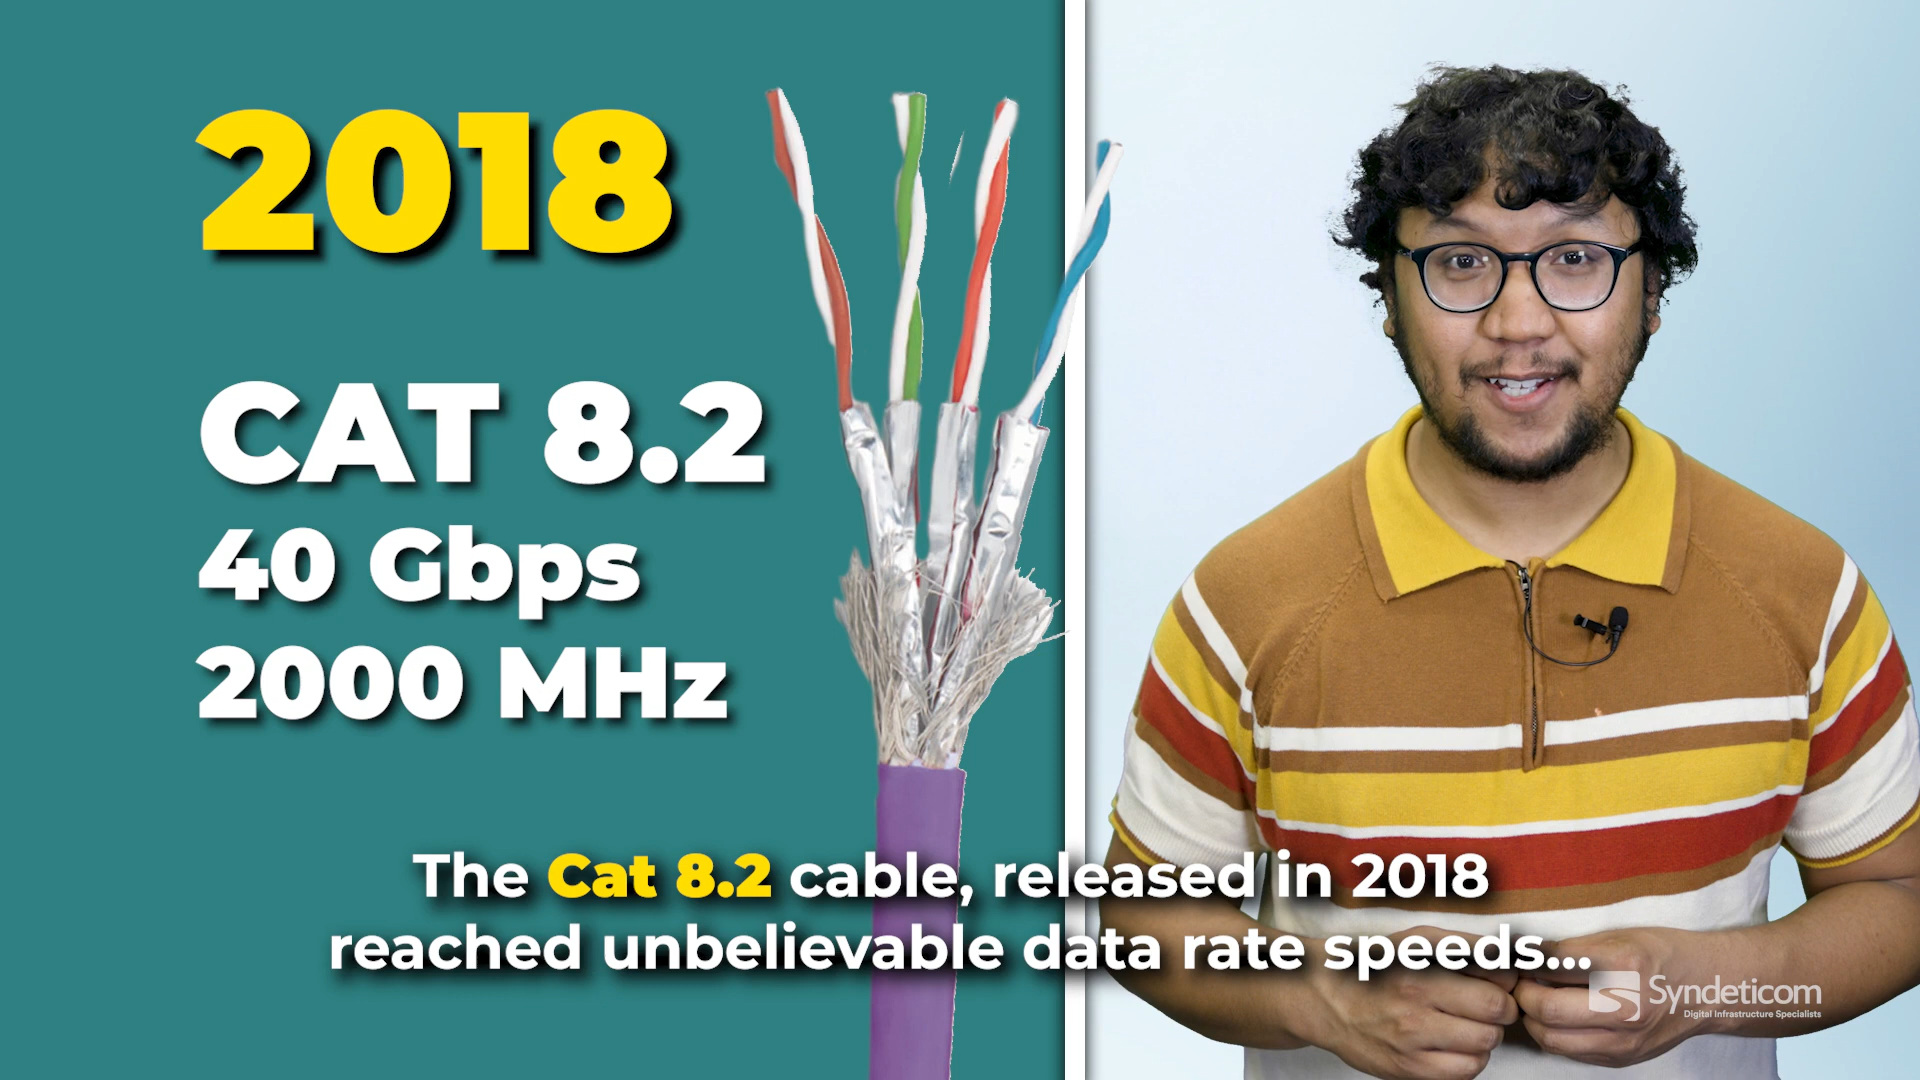 2018
CAT 8.2
40 Gbps
2000 MHz
The Cat 8.2 cable, released in 2018
reached unbelievable data rate speeds...
Syndeticom
Digital Infrastructure Specialists